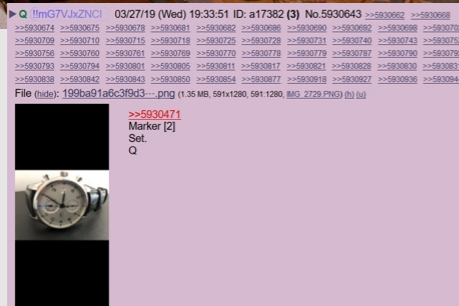 ▶ Q !!mG7VJxZNCI 03/27/19 (Wed) 19:33:51 ID: a17382 (3) No.5930643 >>5930662 >>5930668
>>5930674 >>5930675 >>5930678 >>5930681 >>5930682 >>5930686 >>5930690 >>5930692 >>5930698
>>5930709 >>5930710 >>5930715 >>5930718 >>5930725 >>5930728 >>5930731 >>5930740 >>5930743
>>5930756 >>5930760 >>5930761 >>5930769 >>5930770 >>5930778 >>5930779 >>5930787 >>5930790
>>5930793 >>5930794 >>5930801 >>5930805 >>5930811 >>5930817 >>5930821 >>5930828 >>5930830
>>5930838 >>5930842 >>5930843 >>5930850 >>5930854 >>5930877 >>5930918 >>5930927 >>5930936
File (hide): 199ba91a6c3f9d3⋯.png (1.35 MB, 591x1280, 591:1280, IMG_2729.PNG) (h) (u)
>>5930471
Marker [2]
Set.
Q